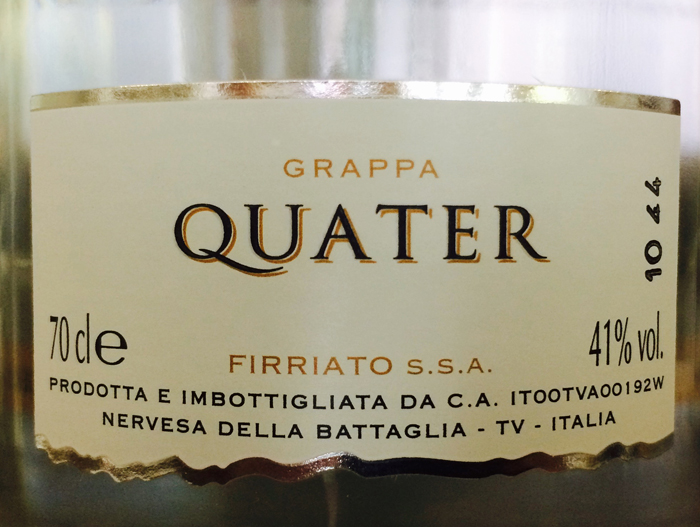 GRAPPA
QUATER
10 44
70 cl e
41% vol.
FIRRIATO S.S.A.
PRODOTTA E IMBOTTIGLIATA DA C.A. IT00TVA00192W
NERVESA DELLA BATTAGLIA - TV - ITALIA